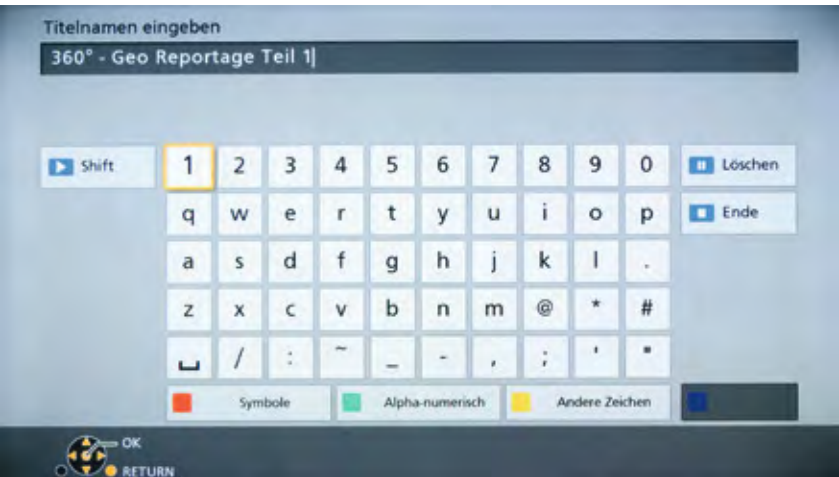 Titelnamen eingeben
360° - Geo Reportage Teil 1
Shift 1 2 3 4 5 6 7 8 9 0 Löschen
q w e r t y u i o p Ende
a s d f g h j k l .
z x c v b n m @ * #
␣ / : ~ _ - , ; ' "
Symbole Alpha-numerisch Andere Zeichen
OK
RETURN